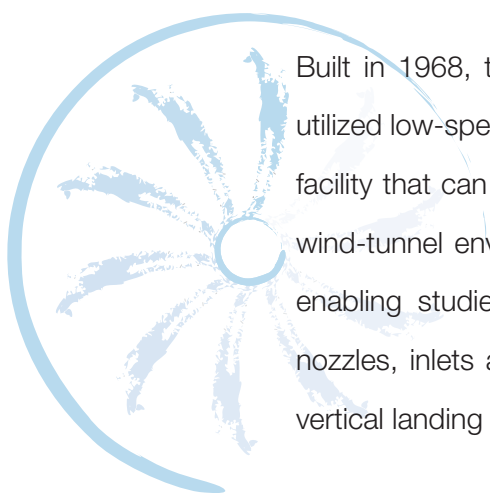 Built in 1968, t
utilized low-spe
facility that can
wind-tunnel env
enabling studie
nozzles, inlets a
vertical landing